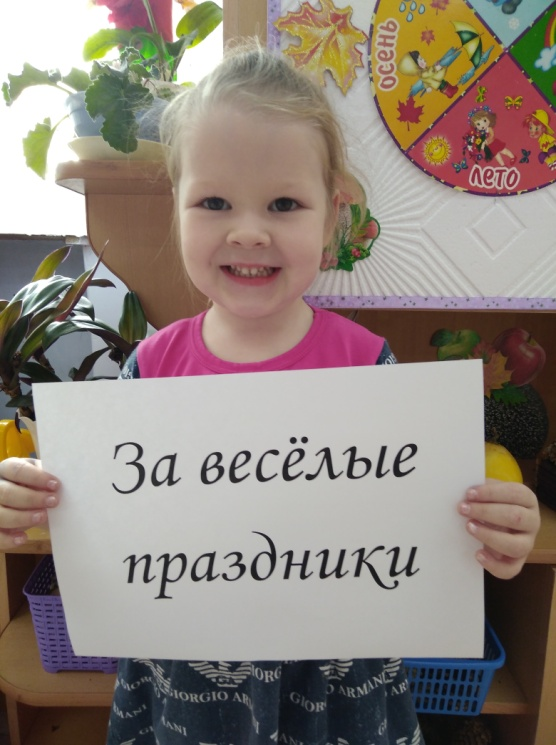 осень
лето
За весёлые
праздники
GIORGIO ARMANI